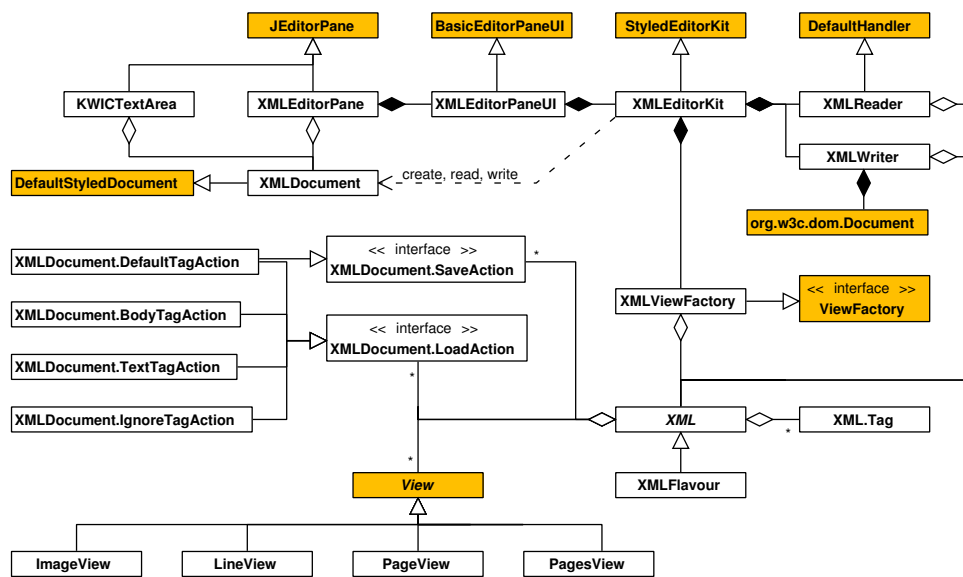 JEditorPane
BasicEditorPaneUI
StyledEditorKit
DefaultHandler
KWICTextArea
XMLEditorPane
XMLEditorPaneUI
XMLEditorKit
XMLReader
XMLWriter
DefaultStyledDocument
XMLDocument
create, read, write
org.w3c.dom.Document
XMLDocument.DefaultTagAction
<< interface >>
XMLDocument.SaveAction
*
XMLDocument.BodyTagAction
<< interface >>
XMLDocument.LoadAction
XMLViewFactory
<< interface >>
ViewFactory
XMLDocument.TextTagAction
*
XMLDocument.IgnoreTagAction
XML
*
XML.Tag
*
View
XMLFlavour
ImageView
LineView
PageView
PagesView